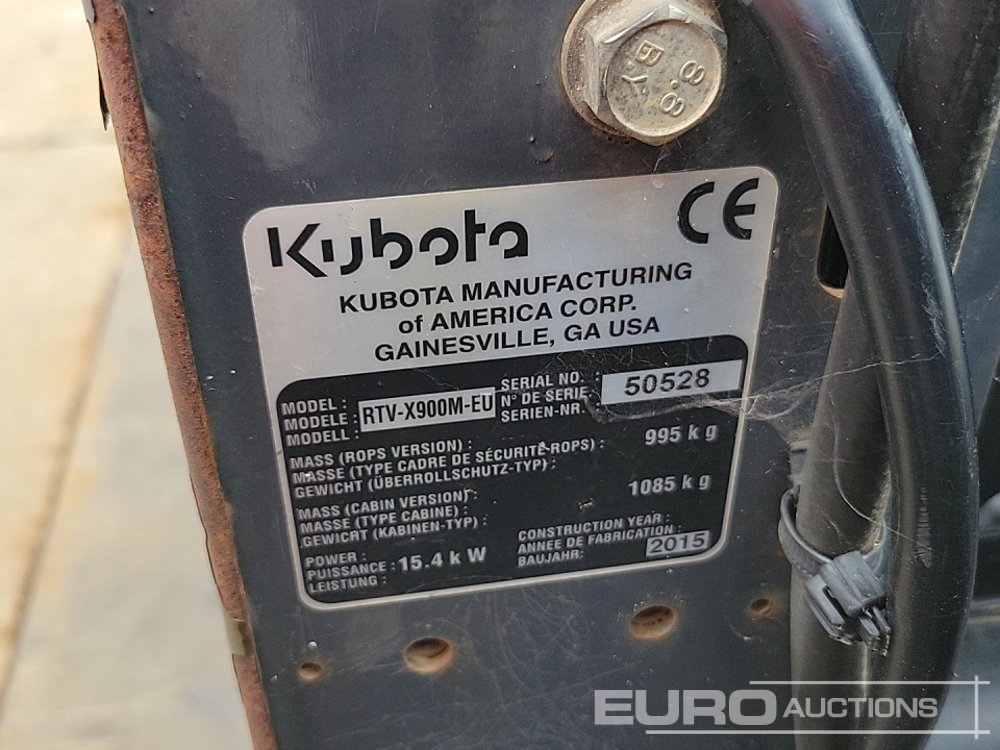 8.8
B.Y
Kubota CE
KUBOTA MANUFACTURING
of AMERICA CORP.
GAINESVILLE, GA USA
MODEL :
MODELE : RTV-X900M-EU
MODELL :
SERIAL NO. :
N° DE SERIE: 50528
SERIEN-NR.
MASS (ROPS VERSION) :
MASSE (TYPE CADRE DE SÉCURITÉ-ROPS) : 995 kg
GEWICHT (ÜBERROLLSCHUTZ-TYP):
MASS (CABIN VERSION):
MASSE (TYPE CABINE) : 1085 kg
GEWICHT (KABINEN-TYP) :
POWER :
PUISSANCE : 15.4 kW
LEISTUNG :
CONSTRUCTION YEAR :
ANNÉE DE FABRICATION : 2015
BAUJAHR:
EURO AUCTIONS